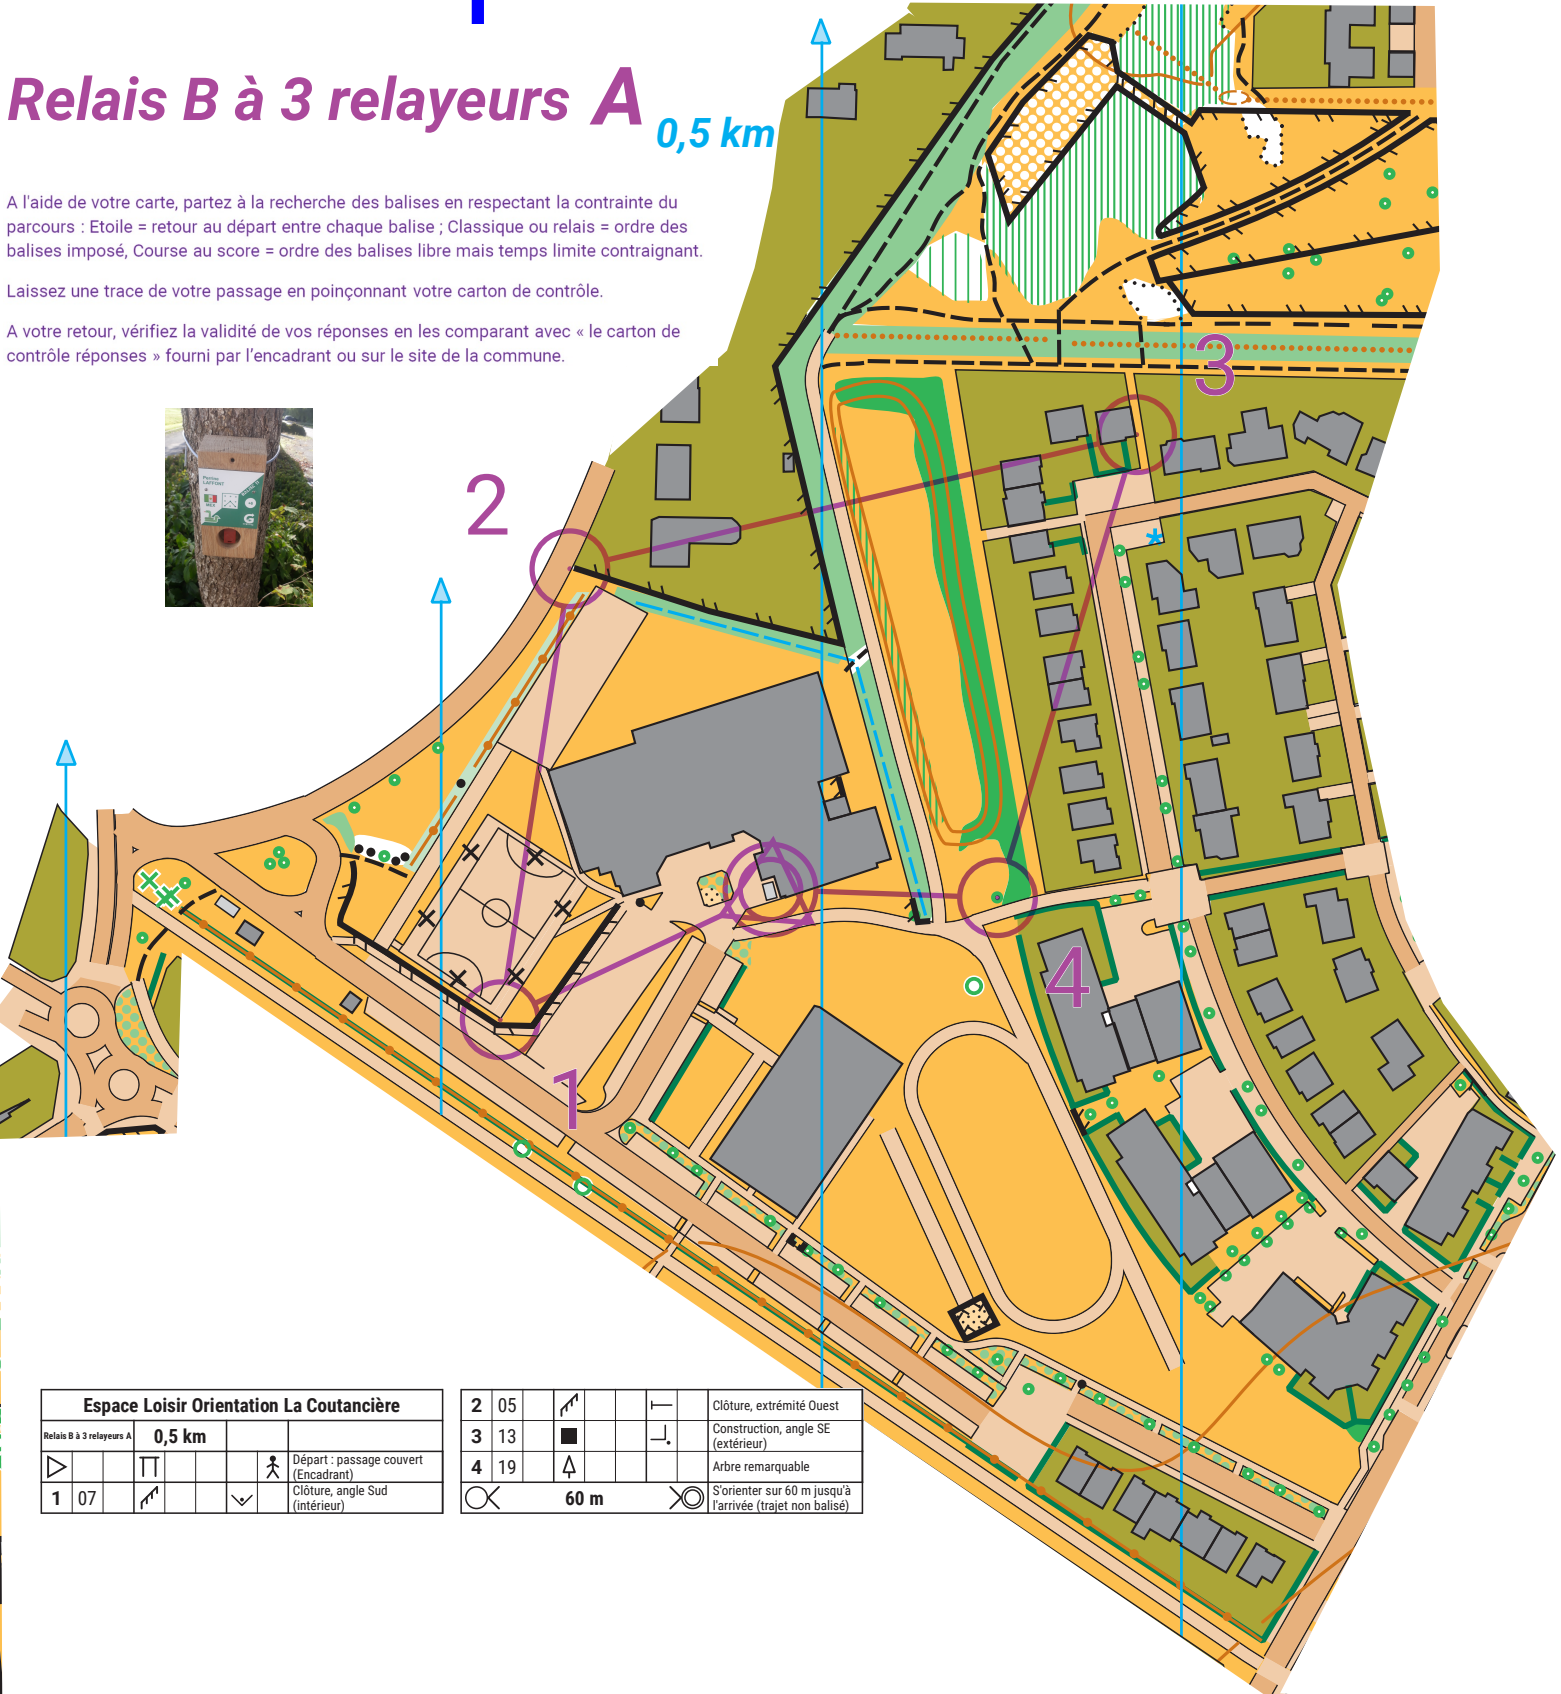 Relais B à 3 relayeurs A
0,5 km
A l'aide de votre carte, partez à la recherche des balises en respectant la contrainte du
parcours : Etoile = retour au départ entre chaque balise ; Classique ou relais = ordre des
balises imposé, Course au score = ordre des balises libre mais temps limite contraignant.
Laissez une trace de votre passage en poinçonnant votre carton de contrôle.
A votre retour, vérifiez la validité de vos réponses en les comparant avec « le carton de
contrôle réponses » fourni par l'encadrant ou sur le site de la commune.
3
2
4
1
Espace Loisir Orientation La Coutancière
Relais B à 3 relayeurs A 0,5 km
Départ : passage couvert
(Encadrant)
1 07 Clôture, angle Sud
(intérieur)
2 05 Clôture, extrémité Ouest
3 13 Construction, angle SE
(extérieur)
4 19 Arbre remarquable
60 m S'orienter sur 60 m jusqu'à
l'arrivée (trajet non balisé)